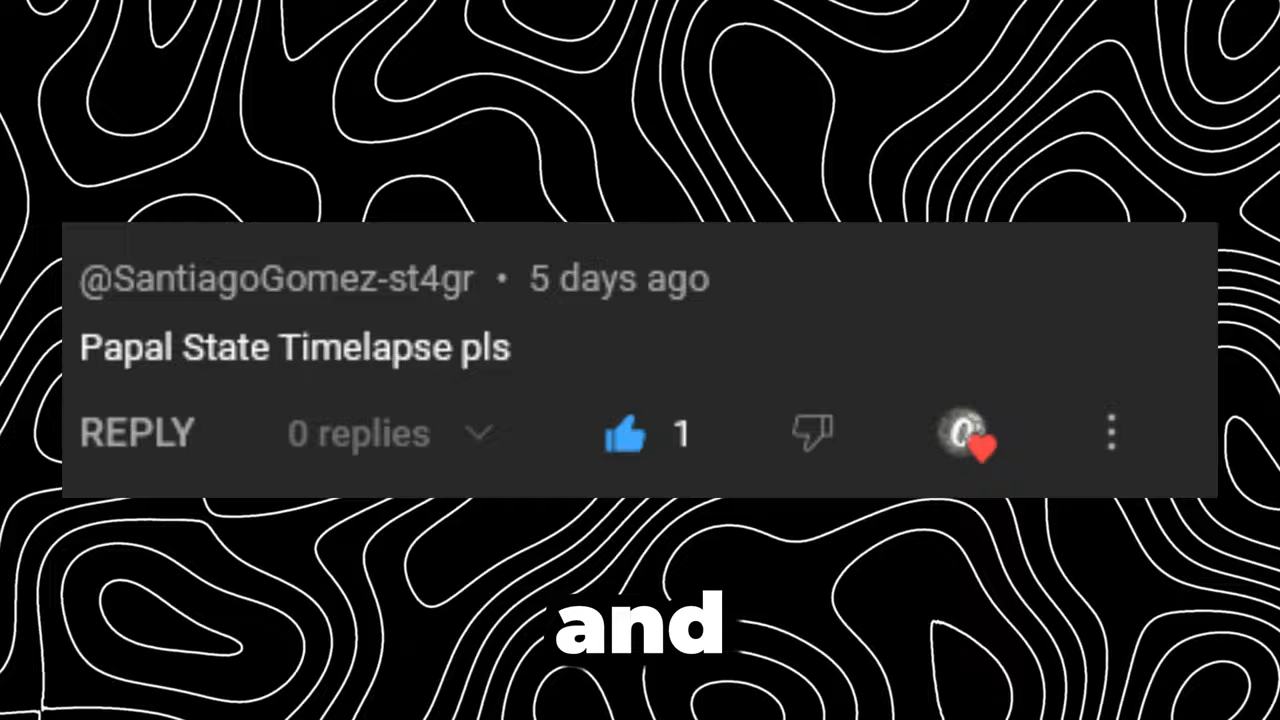 @SantiagoGomez-st4gr • 5 days ago
Papal State Timelapse pls
REPLY 0 replies 1
and